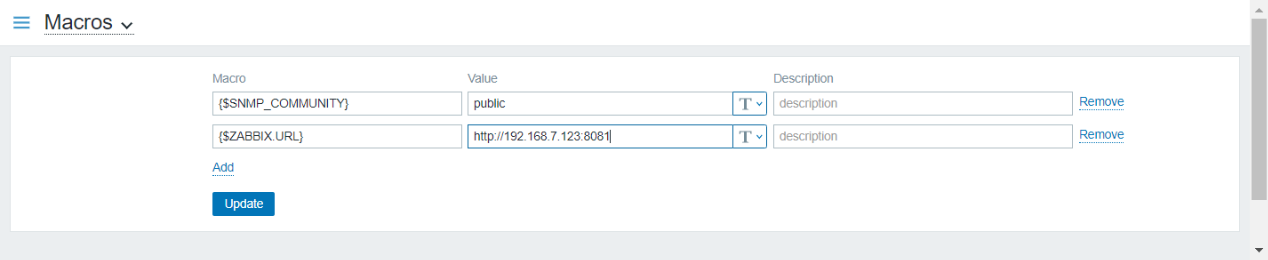 Macros
Macro Value Description
{$SNMP_COMMUNITY} public T description Remove
{$ZABBIX.URL} http://192.168.7.123:8081 T description Remove
Add
Update